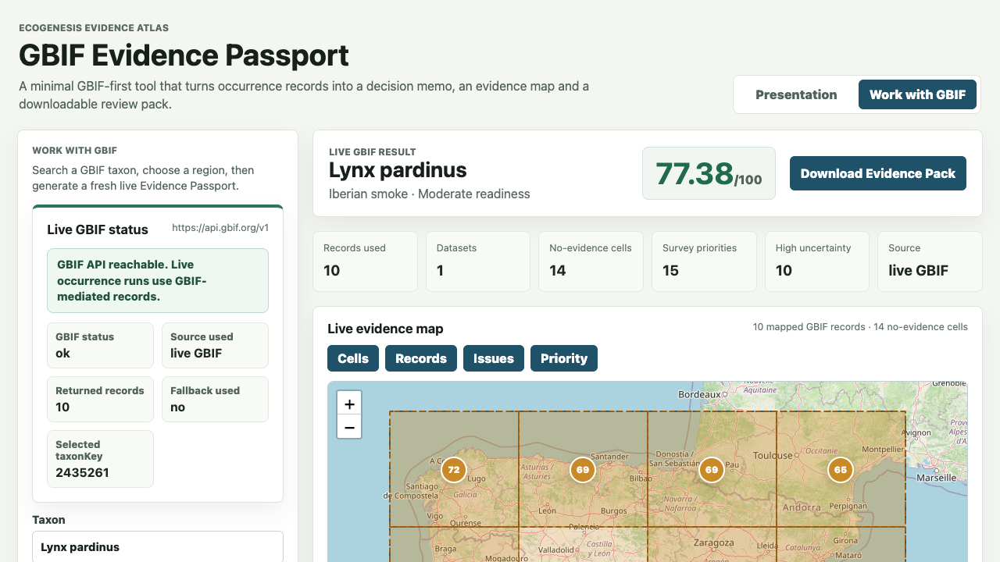 ECOGENESIS EVIDENCE ATLAS
GBIF Evidence Passport
A minimal GBIF-first tool that turns occurrence records into a decision memo, an evidence map and a
downloadable review pack.
Presentation
Work with GBIF
WORK WITH GBIF
Search a GBIF taxon, choose a region, then
generate a fresh live Evidence Passport.
Live GBIF status
https://api.gbif.org/v1
GBIF API reachable. Live
occurrence runs use GBIF-
mediated records.
GBIF status
ok
Source used
live GBIF
Returned records
10
Fallback used
no
Selected
taxonKey
2435261
Taxon
Lynx pardinus
LIVE GBIF RESULT
Lynx pardinus
Iberian smoke · Moderate readiness
77.38/100
Download Evidence Pack
Records used
10
Datasets
1
No-evidence cells
14
Survey priorities
15
High uncertainty
10
Source
live GBIF
Live evidence map
10 mapped GBIF records · 14 no-evidence cells
Cells
Records
Issues
Priority
+
−
Bordeaux
Nouvelle
Aquitaine
Grenoble
Avignon
Toulouse
Occitanie
Montpellier
Marseille
72
69
69
65
Lugo
Asturias /
Asturies
Santander
Bilbao
Donostia /
San Sebastián
Pau
Santiago
de Compostela
Galicia
Vigo
Ourense
León
Burgos
Navarra /
Nafarroa
Andorra
Perpignan
Palencia
Braga
Valladolid
Castilla
y León
Zaragoza
Lleida
Catalunya
Girona
Mataró
Mogadouro